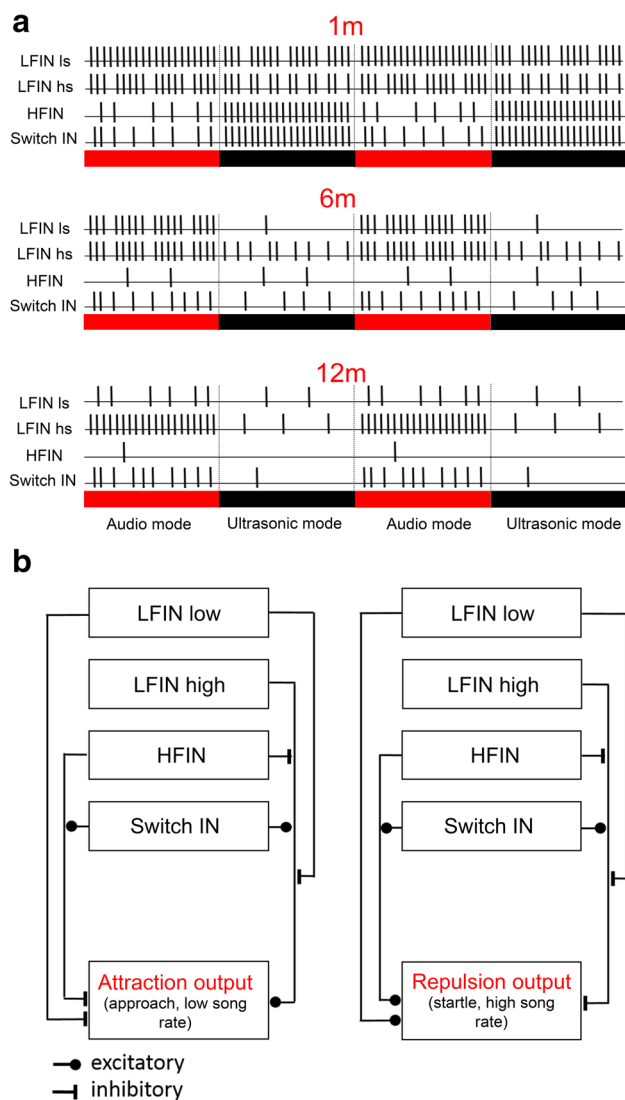 a
1m
LFIN ls
LFIN hs
HFIN
Switch IN
6m
LFIN ls
LFIN hs
HFIN
Switch IN
12m
LFIN ls
LFIN hs
HFIN
Switch IN
Audio mode Ultrasonic mode Audio mode Ultrasonic mode
b
LFIN low
LFIN high
HFIN
Switch IN
Attraction output
(approach, low song
rate)
LFIN low
LFIN high
HFIN
Switch IN
Repulsion output
(startle, high song
rate)
excitatory
inhibitory